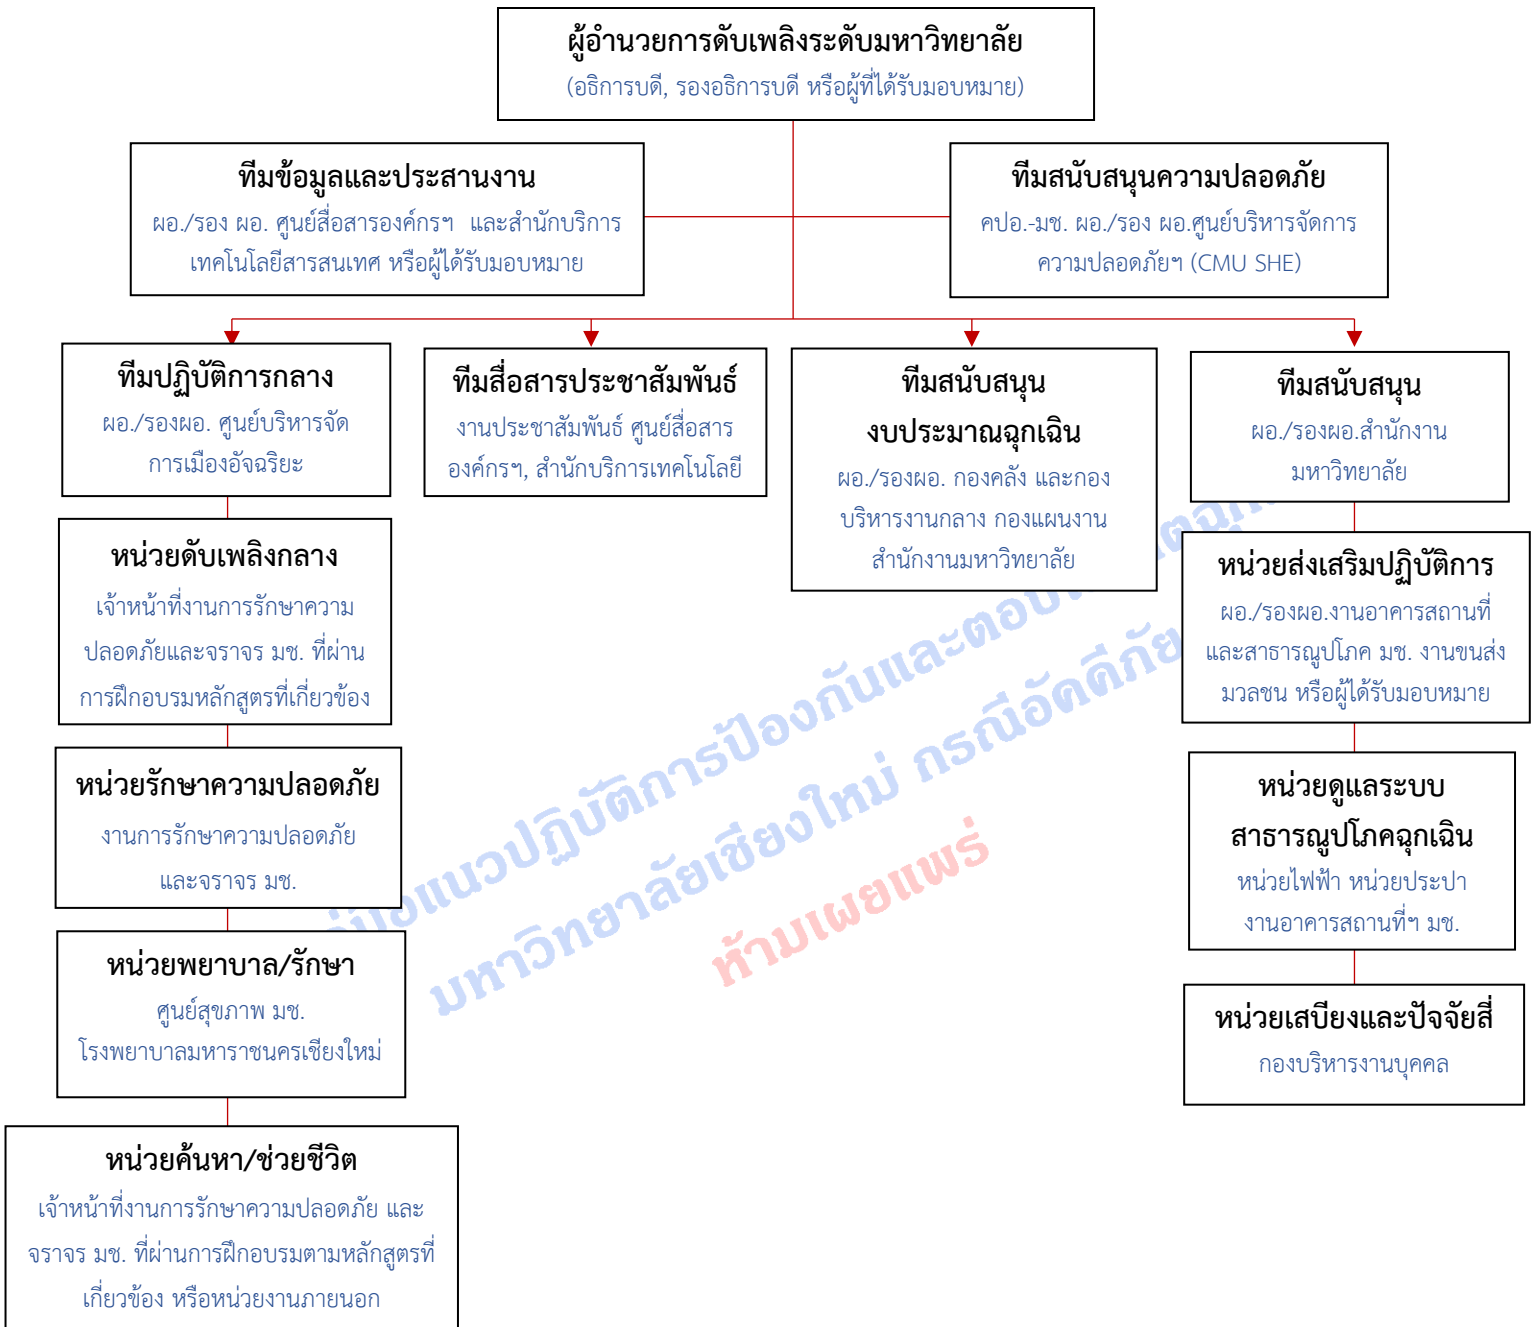 ผู้อำนวยการดับเพลิงระดับมหาวิทยาลัย
(อธิการบดี, รองอธิการบดี หรือผู้ที่ได้รับมอบหมาย)
ทีมข้อมูลและประสานงาน
ผอ./รอง ผอ. ศูนย์สื่อสารองค์กรฯ และสำนักบริการ
เทคโนโลยีสารสนเทศ หรือผู้ได้รับมอบหมาย
ทีมสนับสนุนความปลอดภัย
คปอ.-มช. ผอ./รอง ผอ.ศูนย์บริหารจัดการ
ความปลอดภัยฯ (CMU SHE)
ทีมปฏิบัติการกลาง
ผอ./รองผอ. ศูนย์บริหารจัด
การเมืองอัจฉริยะ
ทีมสื่อสารประชาสัมพันธ์
งานประชาสัมพันธ์ ศูนย์สื่อสาร
องค์กรฯ, สำนักบริการเทคโนโลยี
ทีมสนับสนุน
งบประมาณฉุกเฉิน
ผอ./รองผอ. กองคลัง และกอง
บริหารงานกลาง กองแผนงาน
สำนักงานมหาวิทยาลัย
ทีมสนับสนุน
ผอ./รองผอ.สำนักงาน
มหาวิทยาลัย
หน่วยดับเพลิงกลาง
เจ้าหน้าที่งานการรักษาความ
ปลอดภัยและจราจร มช. ที่ผ่าน
การฝึกอบรมหลักสูตรที่เกี่ยวข้อง
หน่วยรักษาความปลอดภัย
งานการรักษาความปลอดภัย
และจราจร มช.
หน่วยพยาบาล/รักษา
ศูนย์สุขภาพ มช.
โรงพยาบาลมหาราชนครเชียงใหม่
หน่วยค้นหา/ช่วยชีวิต
เจ้าหน้าที่งานการรักษาความปลอดภัย และ
จราจร มช. ที่ผ่านการฝึกอบรมตามหลักสูตรที่
เกี่ยวข้อง หรือหน่วยงานภายนอก
หน่วยส่งเสริมปฏิบัติการ
ผอ./รองผอ.งานอาคารสถานที่
และสาธารณูปโภค มช. งานขนส่ง
มวลชน หรือผู้ได้รับมอบหมาย
หน่วยดูแลระบบ
สาธารณูปโภคฉุกเฉิน
หน่วยไฟฟ้า หน่วยประปา
งานอาคารสถานที่ฯ มช.
หน่วยเสบียงและปัจจัยสี่
กองบริหารงานบุคคล
แนวปฏิบัติการป้องกันและตอบ
มหาวิทยาลัยเชียงใหม่ กรณีอัคคีภัย
ห้ามเผยแพร่